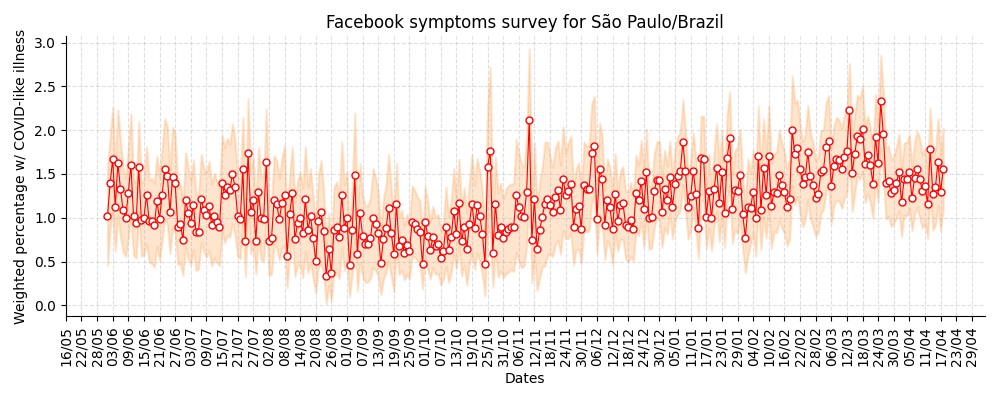 Facebook symptoms survey for São Paulo/Brazil
Weighted percentage w/ COVID-like illness
3.0
2.5
2.0
1.5
1.0
0.5
0.0
16/05 22/05 28/05 03/06 09/06 15/06 21/06 27/06 03/07 09/07 15/07 21/07 27/07 02/08 08/08 14/08 20/08 26/08 01/09 07/09 13/09 19/09 25/09 01/10 07/10 13/10 19/10 25/10 31/10 06/11 12/11 18/11 24/11 30/11 06/12 12/12 18/12 24/12 30/12 05/01 11/01 17/01 23/01 29/01 04/02 10/02 16/02 22/02 28/02 06/03 12/03 18/03 24/03 30/03 05/04 11/04 17/04 23/04 29/04
Dates